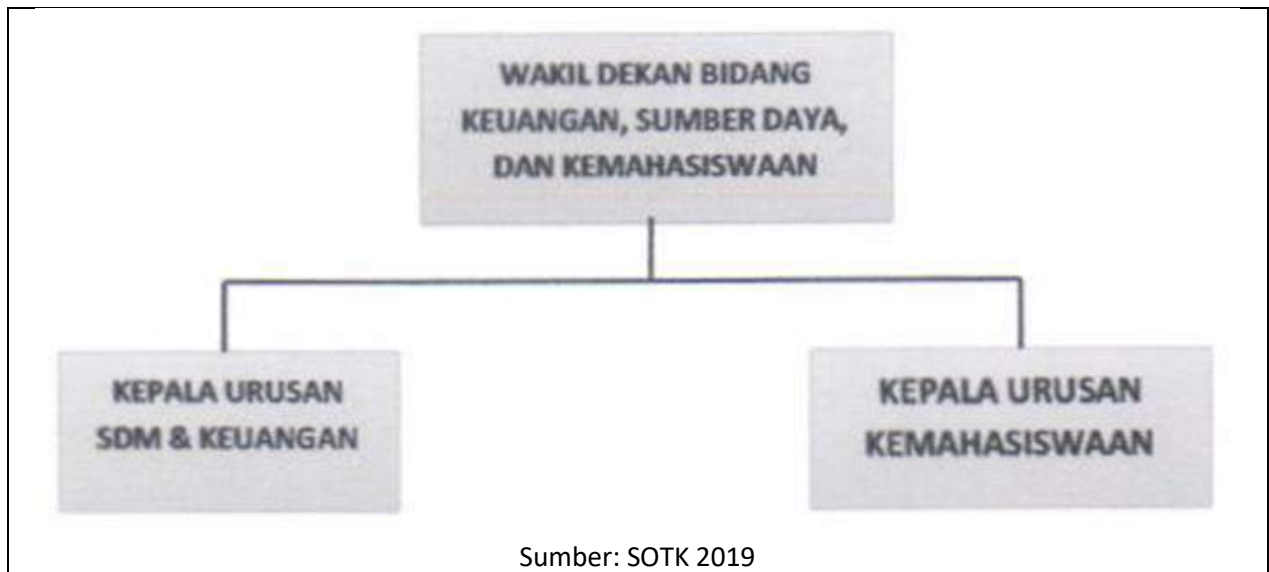 WAKIL DEKAN BIDANG
KEUANGAN, SUMBER DAYA,
DAN KEMAHASISWAAN
KEPALA URUSAN
SDM & KEUANGAN
KEPALA URUSAN
KEMAHASISWAAN
Sumber: SOTK 2019